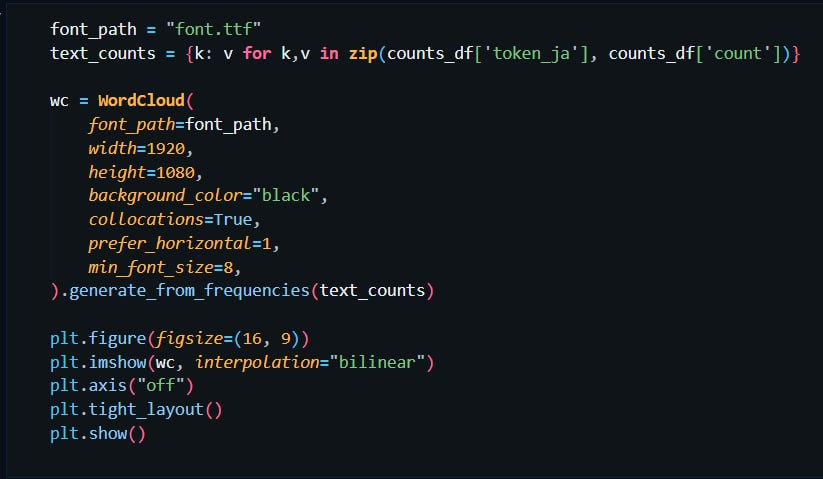 font_path = "font.ttf"
text_counts = {k: v for k,v in zip(counts_df['token_ja'], counts_df['count'])}
wc = WordCloud(
    font_path=font_path,
    width=1920,
    height=1080,
    background_color="black",
    collocations=True,
    prefer_horizontal=1,
    min_font_size=8,
).generate_from_frequencies(text_counts)
plt.figure(figsize=(16, 9))
plt.imshow(wc, interpolation="bilinear")
plt.axis("off")
plt.tight_layout()
plt.show()